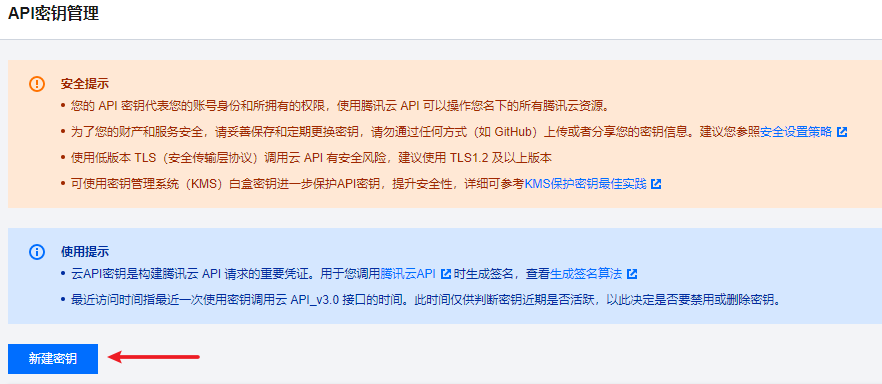 API密钥管理
安全提示
您的 API 密钥代表您的账号身份和所拥有的权限，使用腾讯云 API 可以操作您名下的所有腾讯云资源。
为了您的财产和服务安全，请妥善保存和定期更换密钥，请勿通过任何方式（如 GitHub）上传或者分享您的密钥信息。建议您参照安全设置策略
使用低版本 TLS（安全传输层协议）调用云 API 有安全风险，建议使用 TLS1.2 及以上版本
可使用密钥管理系统（KMS）白盒密钥进一步保护API密钥，提升安全性，详细可参考KMS保护密钥最佳实践
使用提示
云API密钥是构建腾讯云 API 请求的重要凭证。用于您调用腾讯云API 时生成签名，查看生成签名算法
最近访问时间指最近一次使用密钥调用云 API_v3.0 接口的时间。此时间仅供判断密钥近期是否活跃，以此决定是否要禁用或删除密钥。
新建密钥